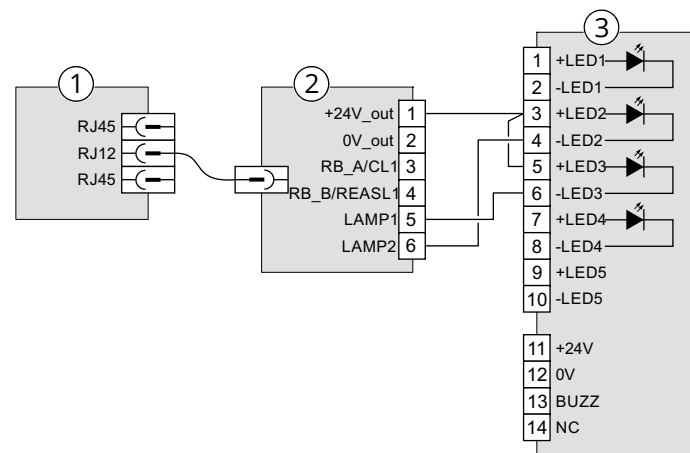 1
RJ45
RJ12
RJ45
2
+24V_out 1
0V_out 2
RB_A/CL1 3
RB_B/REASL1 4
LAMP1 5
LAMP2 6
3
1 +LED1
2 -LED1
3 +LED2
4 -LED2
5 +LED3
6 -LED3
7 +LED4
8 -LED4
9 +LED5
10 -LED5
11 +24V
12 0V
13 BUZZ
14 NC